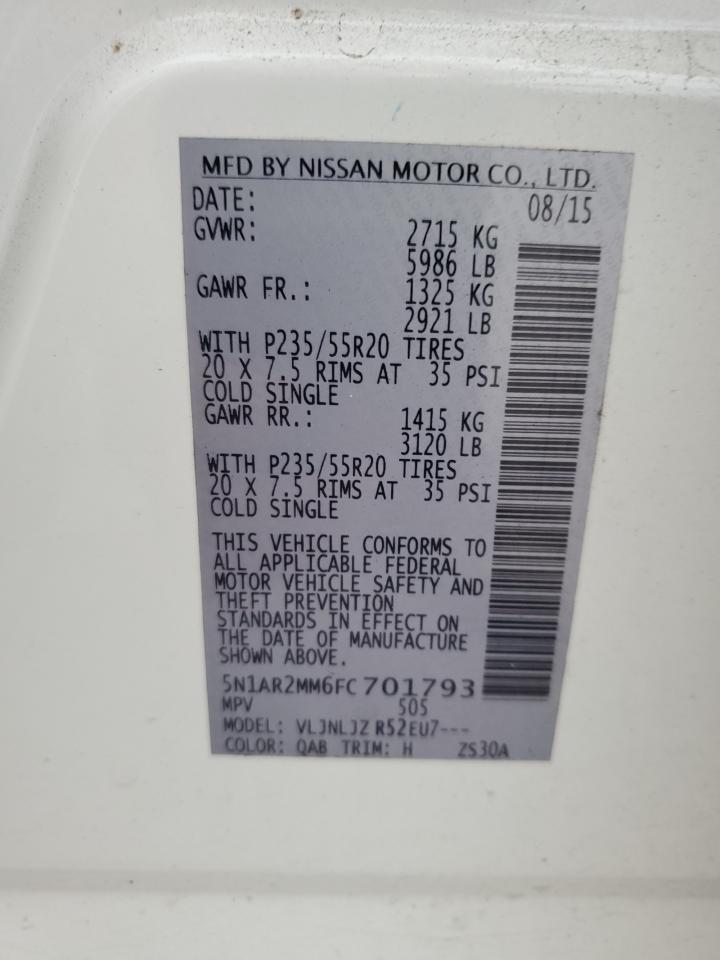 MFD BY NISSAN MOTOR CO., LTD.
DATE: 08/15
GVWR: 2715 KG
5986 LB
GAWR FR.: 1325 KG
2921 LB
WITH P235/55R20 TIRES
20 X 7.5 RIMS AT 35 PSI
COLD SINGLE
GAWR RR.: 1415 KG
3120 LB
WITH P235/55R20 TIRES
20 X 7.5 RIMS AT 35 PSI
COLD SINGLE
THIS VEHICLE CONFORMS TO
ALL APPLICABLE FEDERAL
MOTOR VEHICLE SAFETY AND
THEFT PREVENTION
STANDARDS IN EFFECT ON
THE DATE OF MANUFACTURE
SHOWN ABOVE.
5N1AR2MM6FC701793
MPV 505
MODEL: VLJNLJZ R52EU7---
COLOR: QAB TRIM: H ZS30A